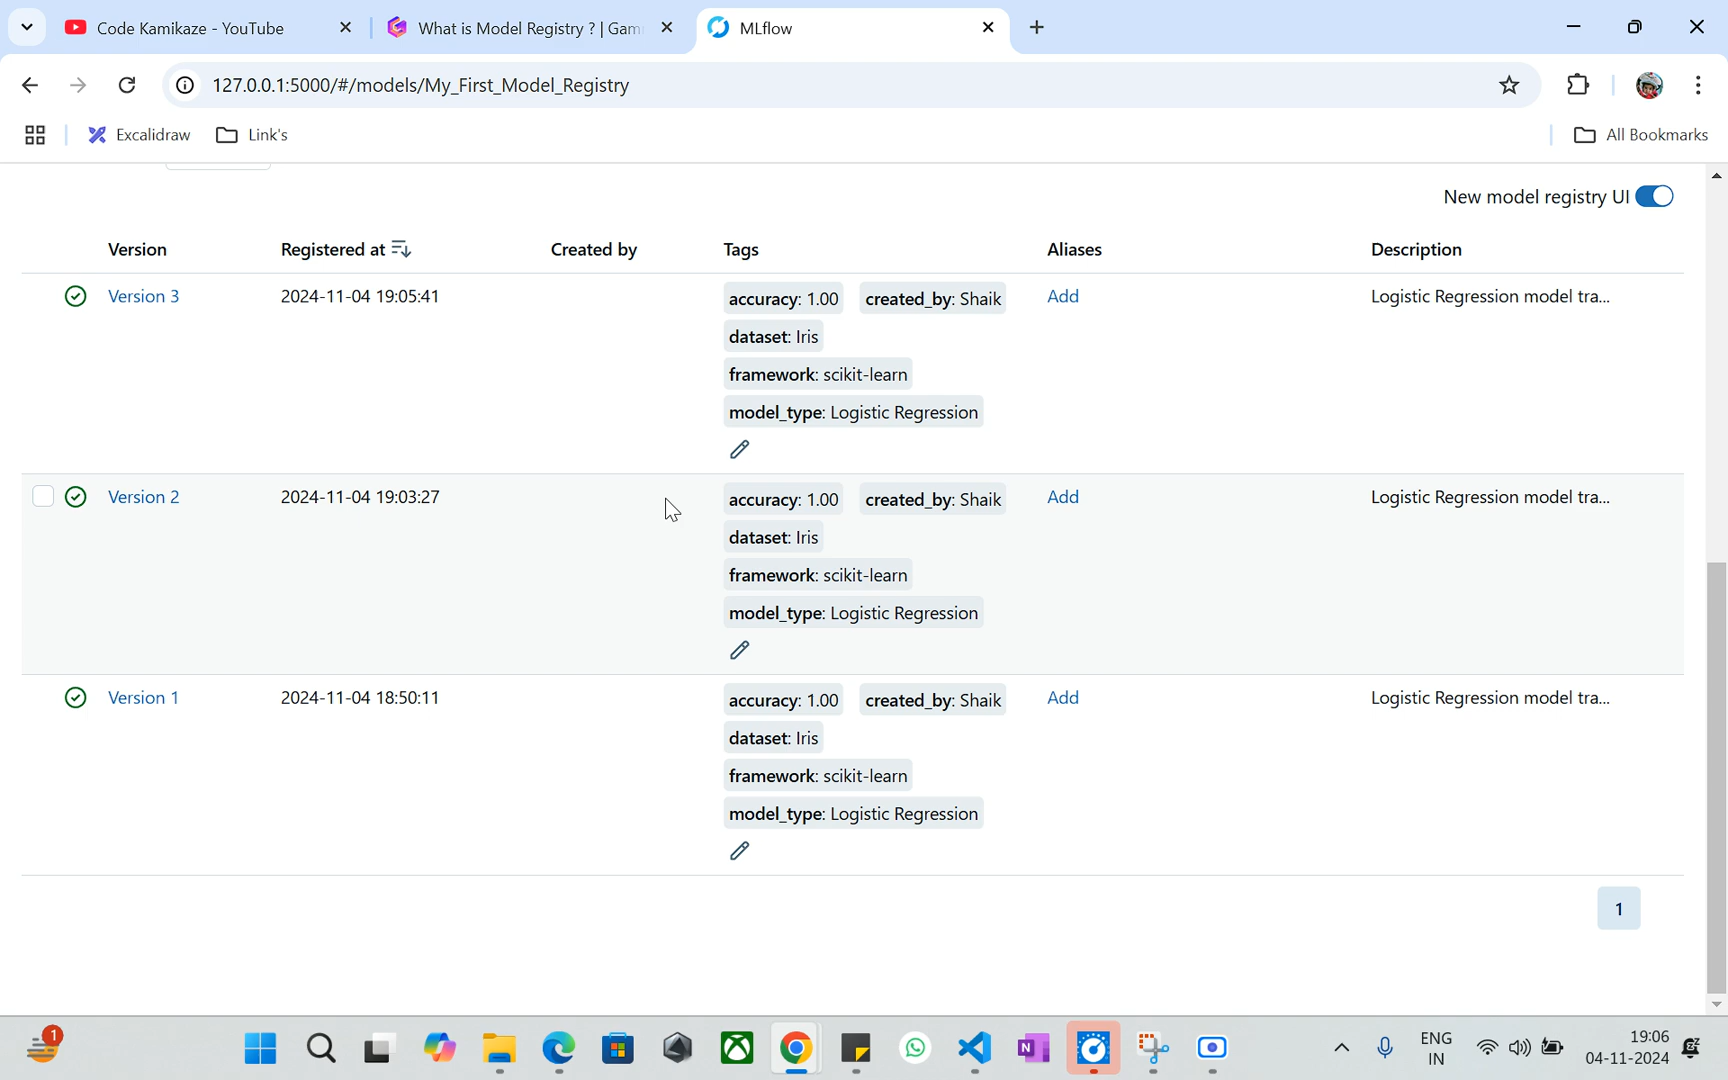 Code Kamikaze - YouTube
What is Model Registry ? | Gam
MLflow
127.0.0.1:5000/#/models/My_First_Model_Registry
Excalidraw
Link's
All Bookmarks
New model registry UI
Version Registered at Created by Tags Aliases Description
Version 3 2024-11-04 19:05:41 accuracy: 1.00 created_by: Shaik Add Logistic Regression model tra...
dataset: Iris
framework: scikit-learn
model_type: Logistic Regression
Version 2 2024-11-04 19:03:27 accuracy: 1.00 created_by: Shaik Add Logistic Regression model tra...
dataset: Iris
framework: scikit-learn
model_type: Logistic Regression
Version 1 2024-11-04 18:50:11 accuracy: 1.00 created_by: Shaik Add Logistic Regression model tra...
dataset: Iris
framework: scikit-learn
model_type: Logistic Regression
1
1
ENG
IN
19:06
04-11-2024